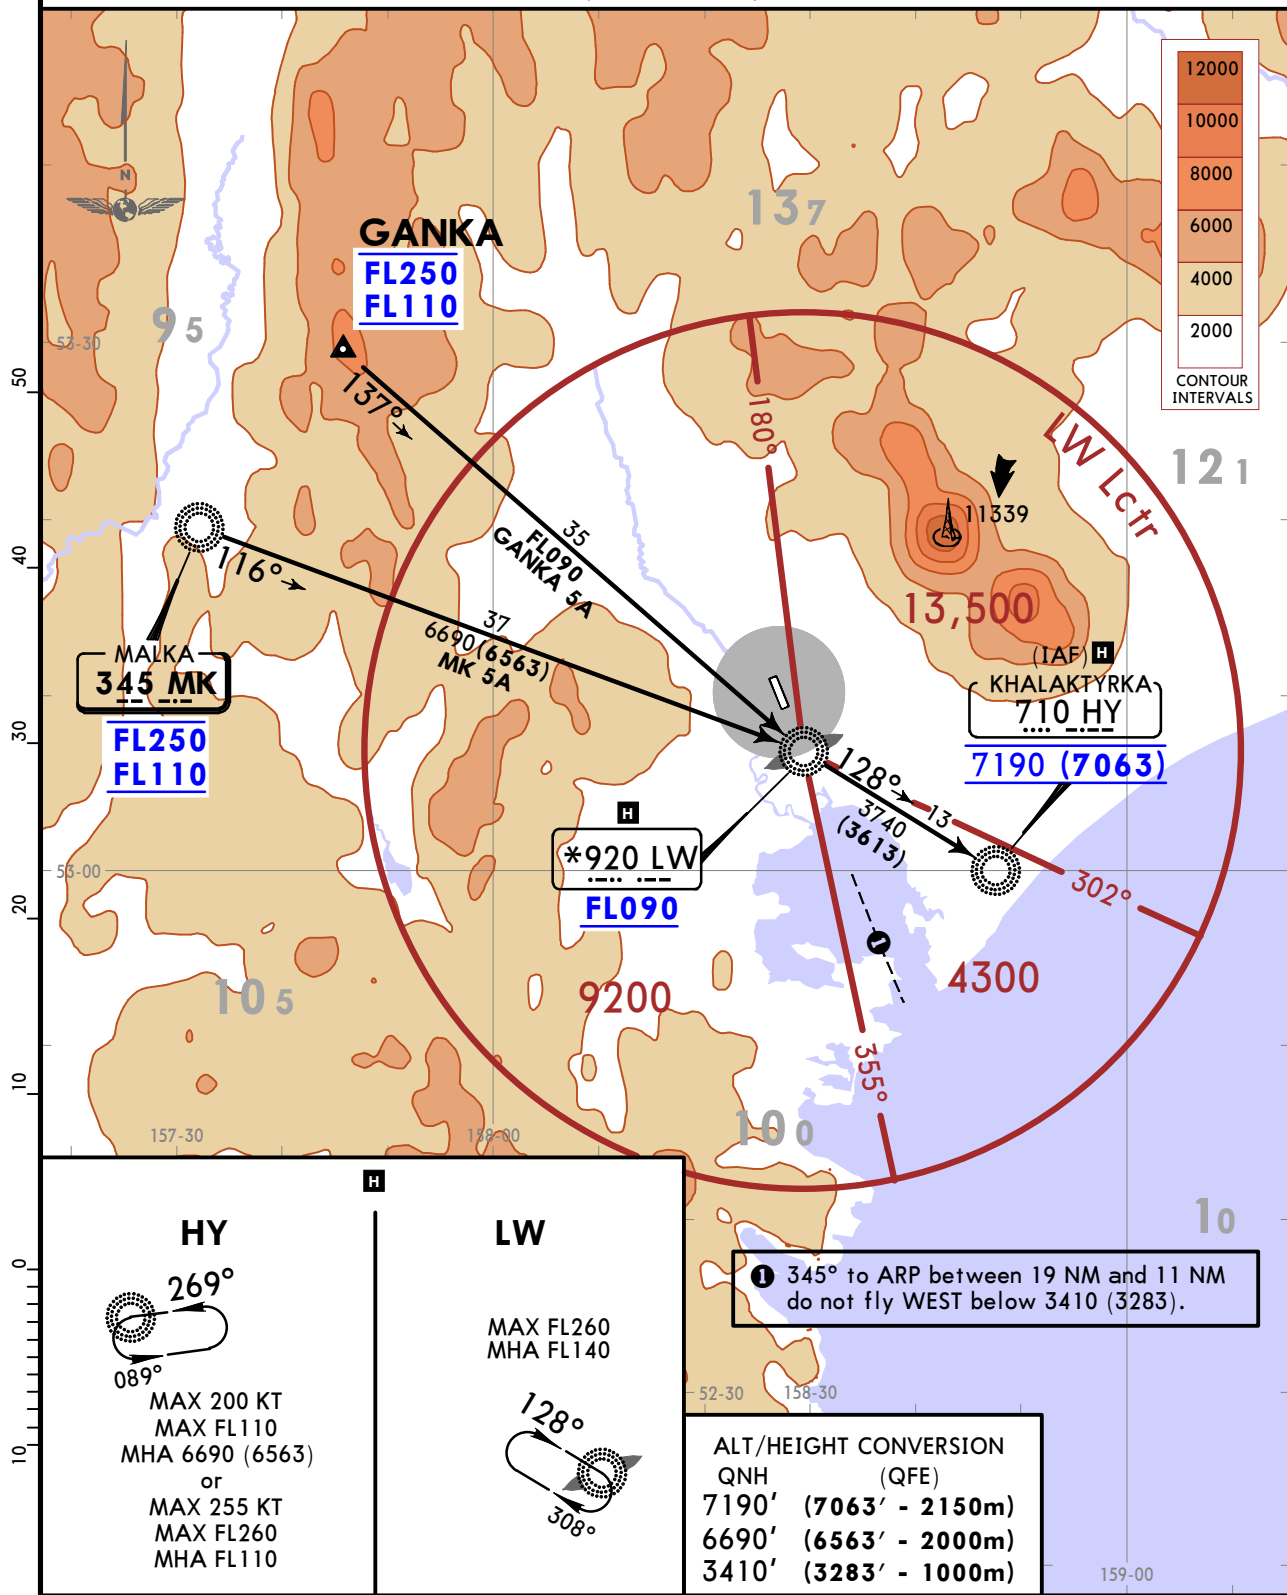 12000
10000
8000
6000
4000
2000
CONTOUR
INTERVALS
N
137
GANKA
FL250
FL110
95
53-30
137°
50
180°
LW Lctr
121
11339
35
FL090
GANKA 5A
116°
40
37
6690 (6563)
MK 5A
13,500
MALKA
345 MK
FL250
FL110
(IAF) H
KHALAKTYRKA
710 HY
7190 (7063)
30
128°
13
3740
(3613)
H
*920 LW
FL090
53-00
302°
20
1
105
9200
4300
355°
10
100
157-30
158-00
10
H
HY
269°
089°
MAX 200 KT
MAX FL110
MHA 6690 (6563)
or
MAX 255 KT
MAX FL260
MHA FL110
LW
MAX FL260
MHA FL140
128°
308°
0
10
1 345° to ARP between 19 NM and 11 NM
do not fly WEST below 3410 (3283).
52-30
158-30
159-00
ALT/HEIGHT CONVERSION
QNH (QFE)
7190' (7063' - 2150m)
6690' (6563' - 2000m)
3410' (3283' - 1000m)